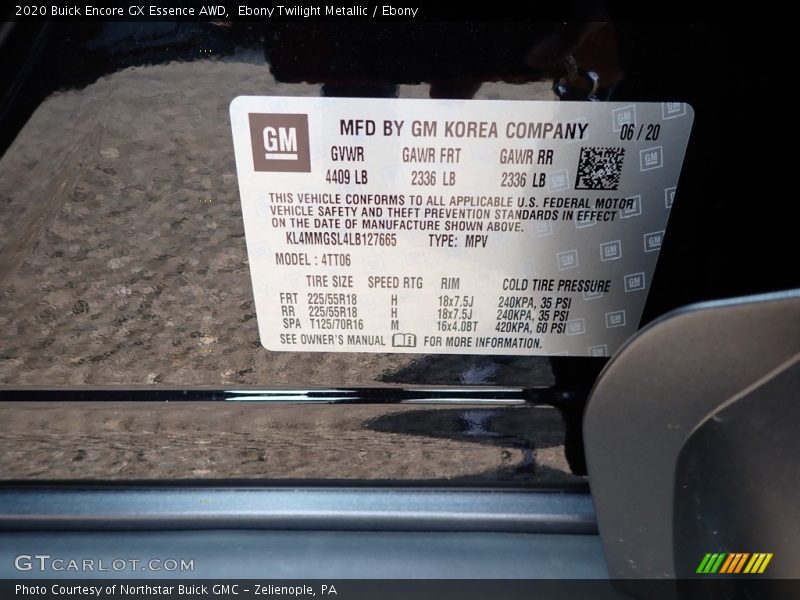 2020 Buick Encore GX Essence AWD,  Ebony Twilight Metallic / Ebony
GM
MFD BY GM KOREA COMPANY 06 / 20
GVWR GAWR FRT GAWR RR
4409 LB 2336 LB 2336 LB
THIS VEHICLE CONFORMS TO ALL APPLICABLE U.S. FEDERAL MOTOR
VEHICLE SAFETY AND THEFT PREVENTION STANDARDS IN EFFECT
ON THE DATE OF MANUFACTURE SHOWN ABOVE.
KL4MMGSL4LB127665 TYPE: MPV
MODEL : 4TT06
TIRE SIZE SPEED RTG RIM COLD TIRE PRESSURE
FRT 225/55R18 H 18x7.5J 240KPA, 35 PSI
RR 225/55R18 H 18x7.5J 240KPA, 35 PSI
SPA T125/70R16 M 16x4.0BT 420KPA, 60 PSI
SEE OWNER'S MANUAL FOR MORE INFORMATION.
GTCARLOT.COM
Photo Courtesy of Northstar Buick GMC - Zelienople, PA